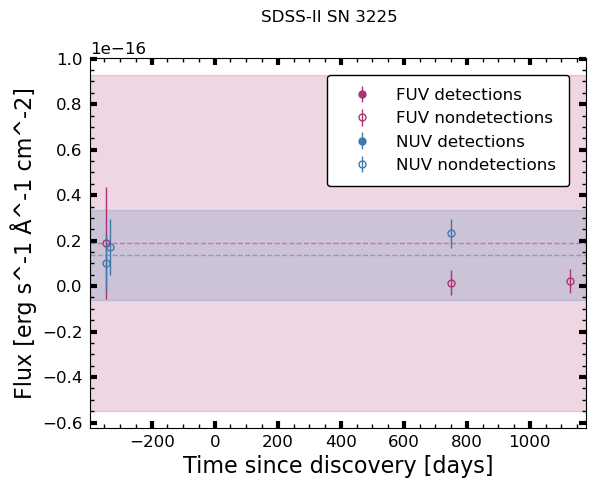 SDSS-II SN 3225
1e−16
FUV detections
FUV nondetections
NUV detections
NUV nondetections
1.0
0.8
0.6
0.4
0.2
0.0
−0.2
−0.4
−0.6
Flux [erg s^-1 Å^-1 cm^-2]
−200 0 200 400 600 800 1000
Time since discovery [days]